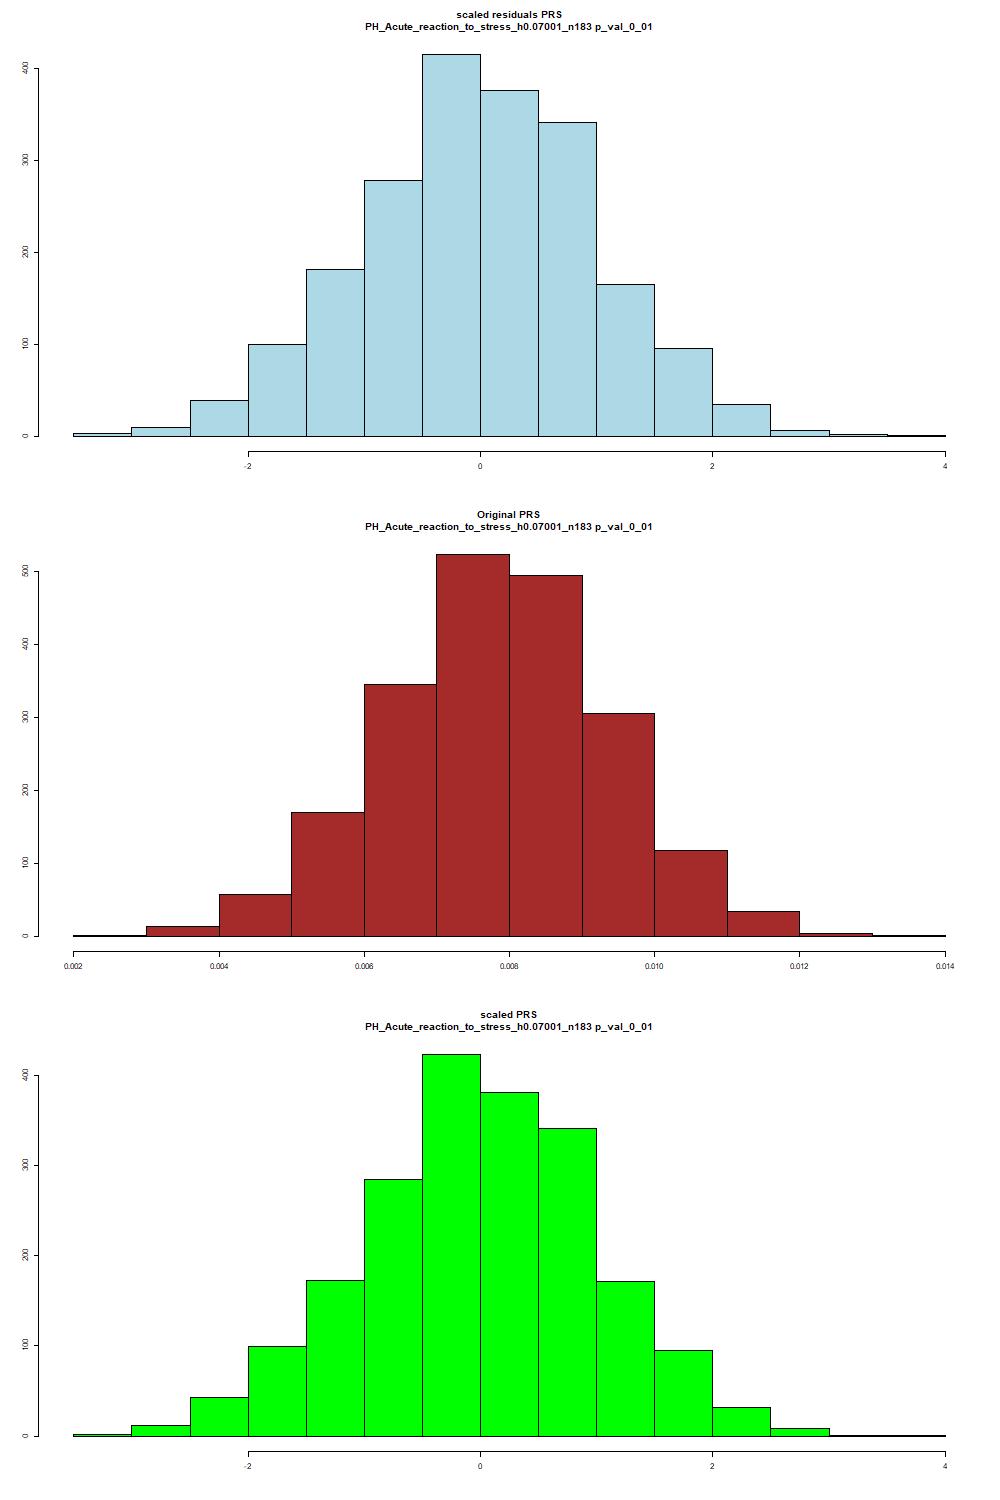 scaled residuals PRS
PH_Acute_reaction_to_stress_h0.07001_n183 p_val_0_01
400
300
200
100
0
-2 0 2 4
Original PRS
PH_Acute_reaction_to_stress_h0.07001_n183 p_val_0_01
500
400
300
200
100
0
0.002 0.004 0.006 0.008 0.010 0.012 0.014
scaled PRS
PH_Acute_reaction_to_stress_h0.07001_n183 p_val_0_01
400
300
200
100
0
-2 0 2 4